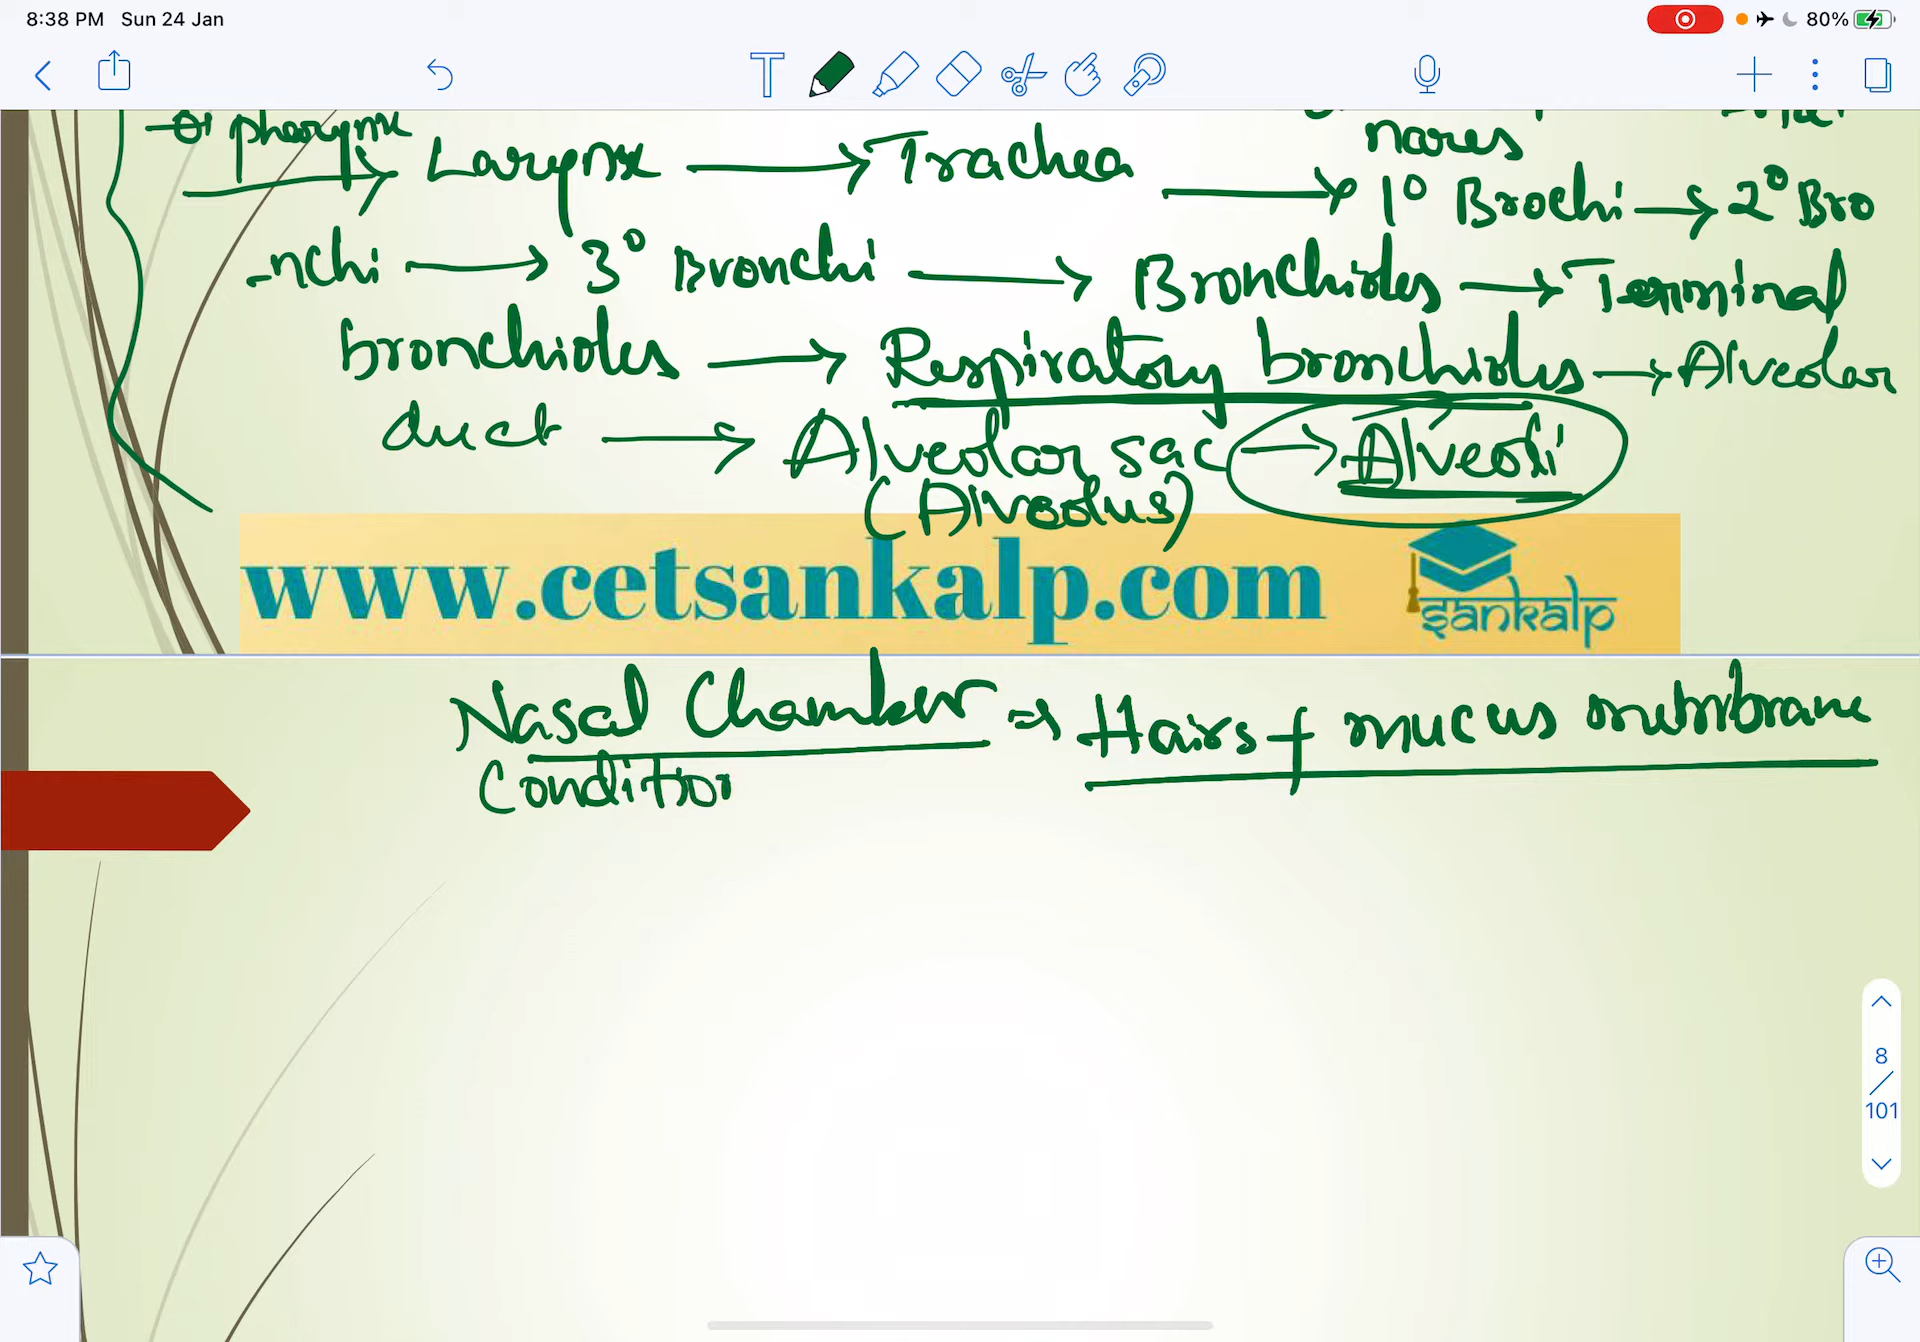 8:38 PM Sun 24 Jan 80%
nares
pharynx
→ Larynx → Trachea → 1° Brochi → 2° Bro
-nchi → 3° Bronchi → Bronchioles → Terminal
bronchioles → Respiratory bronchioles → Alveolar
duct → Alveolar sac → Alveoli
(Alveolus)
www.cetsankalp.com
sankalp
Nasal Chamber ⇒ Hairs + mucus membrane
Condition
8
/
101